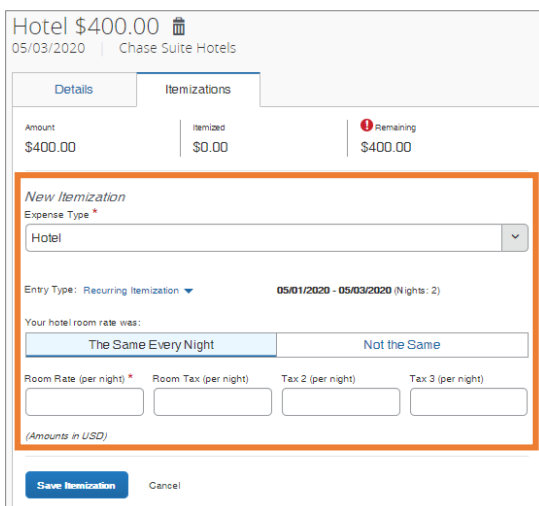 Hotel $400.00
05/03/2020 | Chase Suite Hotels
Details Itemizations
Amount Itemized Remaining
$400.00 $0.00 $400.00
New Itemization
Expense Type *
Hotel
Entry Type: Recurring Itemization 05/01/2020 - 05/03/2020 (Nights: 2)
Your hotel room rate was:
The Same Every Night Not the Same
Room Rate (per night) * Room Tax (per night) Tax 2 (per night) Tax 3 (per night)
(Amounts in USD)
Save Itemization Cancel